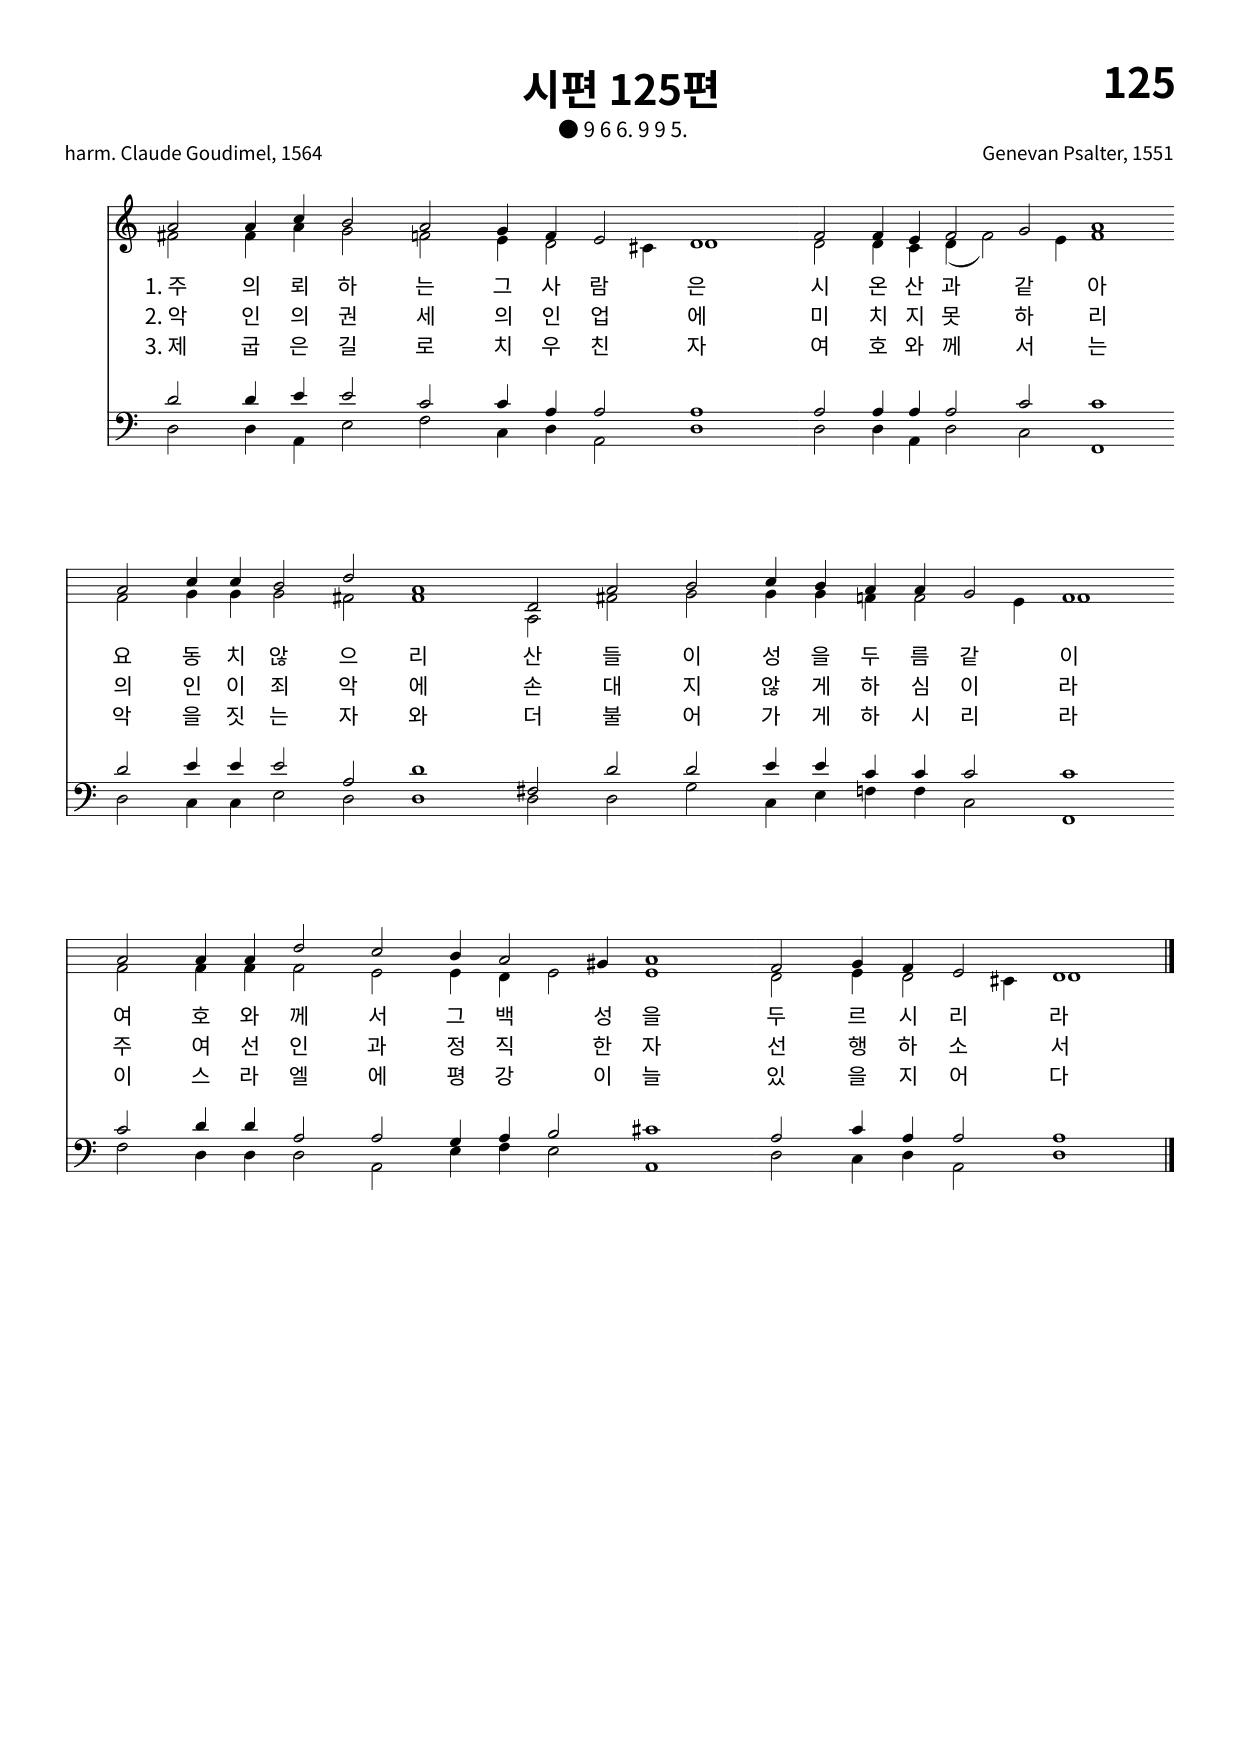 시편 125편
125
● 9 6 6. 9 9 5.
harm. Claude Goudimel, 1564
Genevan Psalter, 1551
1. 주 의 뢰 하 는 그 사 람 은 시 온 산 과 같 아
2. 악 인 의 권 세 의 인 업 에 미 치 지 못 하 리
3. 제 굽 은 길 로 치 우 친 자 여 호 와 께 서 는
요 동 치 않 으 리 산 들 이 성 을 두 름 같 이
의 인 이 죄 악 에 손 대 지 않 게 하 심 이 라
악 을 짓 는 자 와 더 불 어 가 게 하 시 리 라
여 호 와 께 서 그 백 성 을 두 르 시 리 라
주 여 선 인 과 정 직 한 자 선 행 하 소 서
이 스 라 엘 에 평 강 이 늘 있 을 지 어 다